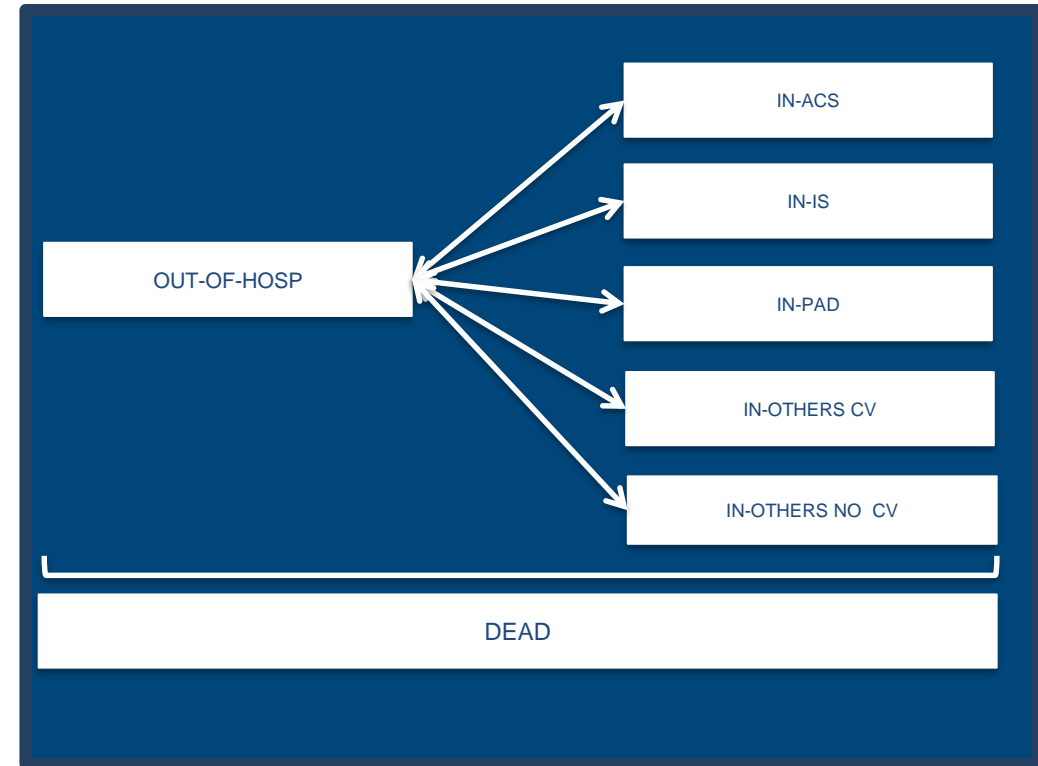 IN-ACS
IN-IS
OUT-OF-HOSP
IN-PAD
IN-OTHERS CV
IN-OTHERS NO  CV
DEAD